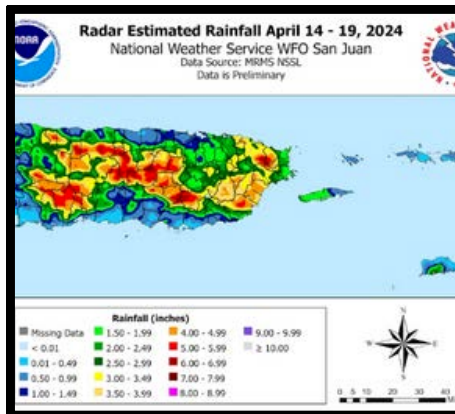 noaa
Radar Estimated Rainfall April 14 - 19, 2024
National Weather Service WFO San Juan
Data Source: MRMS NSSL
Data is Preliminary
Rainfall (inches)
Missing Data
1.50 - 1.99
4.00 - 4.99
9.00 - 9.99
< 0.01
2.00 - 2.49
5.00 - 5.99
≥ 10.00
0.01 - 0.49
2.50 - 2.99
6.00 - 6.99
0.50 - 0.99
3.00 - 3.49
7.00 - 7.99
1.00 - 1.49
3.50 - 3.99
8.00 - 8.99
N
W
E
S
0 5 10 20 30 40